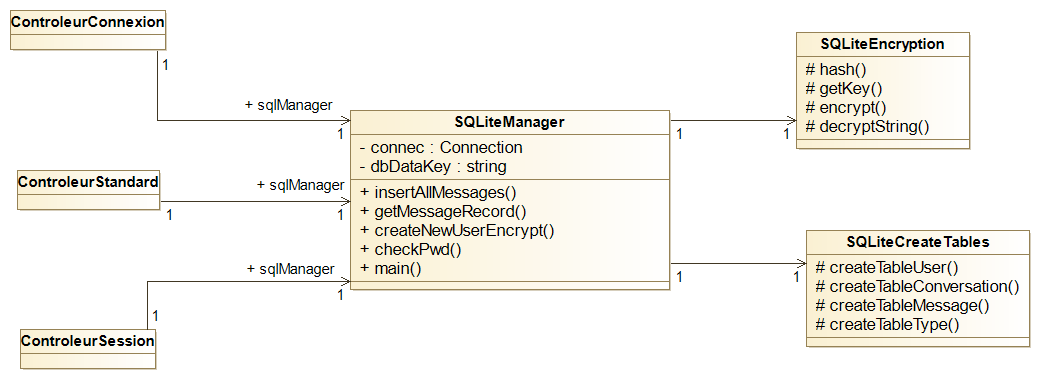 ControleurConnexion
1
+ sqlManager
1
ControleurStandard
1
+ sqlManager
1
ControleurSession
1
+ sqlManager
1
SQLiteManager
- connec : Connection
- dbDataKey : string
+ insertAllMessages()
+ getMessageRecord()
+ createNewUserEncrypt()
+ checkPwd()
+ main()
1
1
SQLiteEncryption
# hash()
# getKey()
# encrypt()
# decryptString()
1
1
SQLiteCreateTables
# createTableUser()
# createTableConversation()
# createTableMessage()
# createTableType()